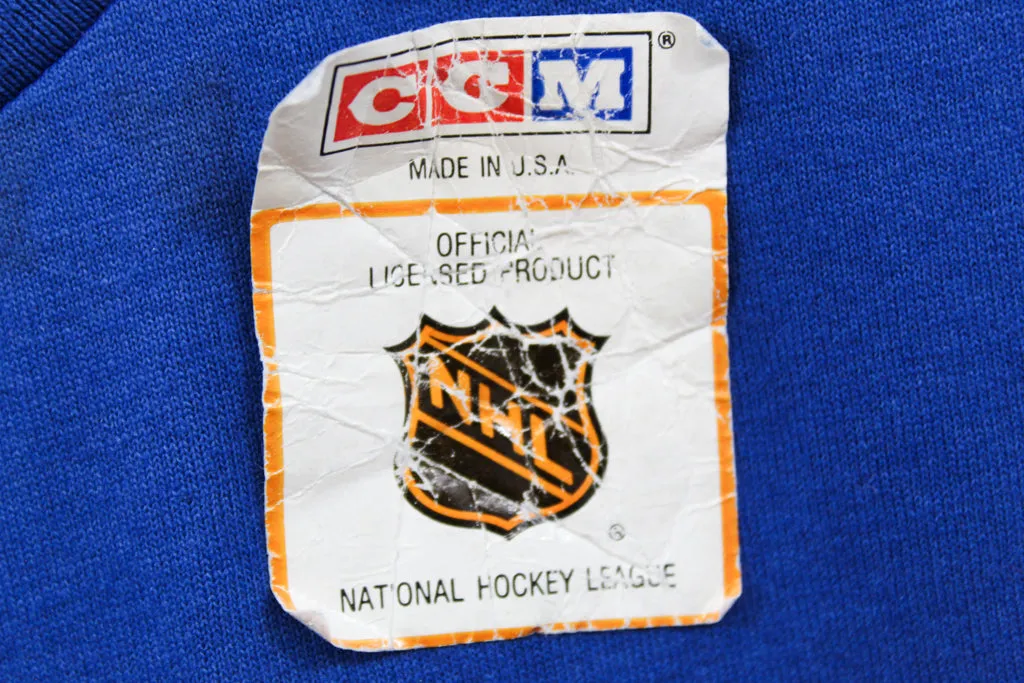 CCM ®
MADE IN U.S.A.
OFFICIAL
LICENSED PRODUCT
NHL
®
NATIONAL HOCKEY LEAGUE